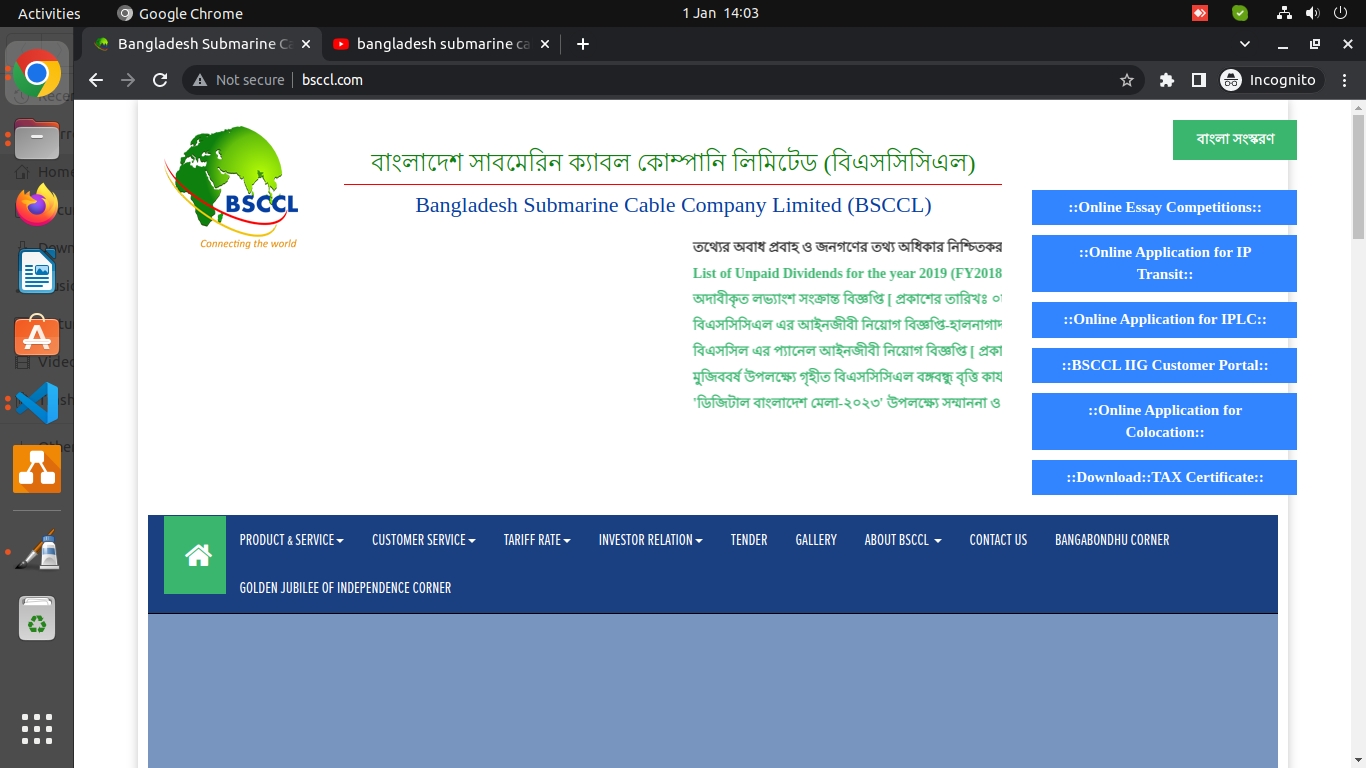 Activities
Google Chrome
1 Jan 14:03
Bangladesh Submarine Ca
bangladesh submarine ca
Not secure
bsccl.com
Incognito
Home
বাংলা সংস্করণ
বাংলাদেশ সাবমেরিন ক্যাবল কোম্পানি লিমিটেড (বিএসসিসিএল)
Bangladesh Submarine Cable Company Limited (BSCCL)
BSCCL
Connecting the world
তথ্যের অবাধ প্রবাহ ও জনগণের তথ্য অধিকার নিশ্চিতকর
List of Unpaid Dividends for the year 2019 (FY2018
অদাবীকৃত লভ্যাংশ সংক্রান্ত বিজ্ঞপ্তি [ প্রকাশের তারিখঃ
বিএসসিসিএল এর আইনজীবী নিয়োগ বিজ্ঞপ্তি-হালনাগাদ
বিএসসিল এর প্যানেল আইনজীবী নিয়োগ বিজ্ঞপ্তি [ প্রকা
মুজিববর্ষ উপলক্ষ্যে গৃহীত বিএসসিসিএল বঙ্গবন্ধু বৃত্তি কার্য
'ডিজিটাল বাংলাদেশ মেলা-২০২৩' উপলক্ষ্যে সম্মাননা ও
::Online Essay Competitions::
::Online Application for IP
Transit::
::Online Application for IPLC::
::BSCCL IIG Customer Portal::
::Online Application for
Colocation::
::Download::TAX Certificate::
PRODUCT & SERVICE
CUSTOMER SERVICE
TARIFF RATE
INVESTOR RELATION
TENDER
GALLERY
ABOUT BSCCL
CONTACT US
BANGABONDHU CORNER
GOLDEN JUBILEE OF INDEPENDENCE CORNER